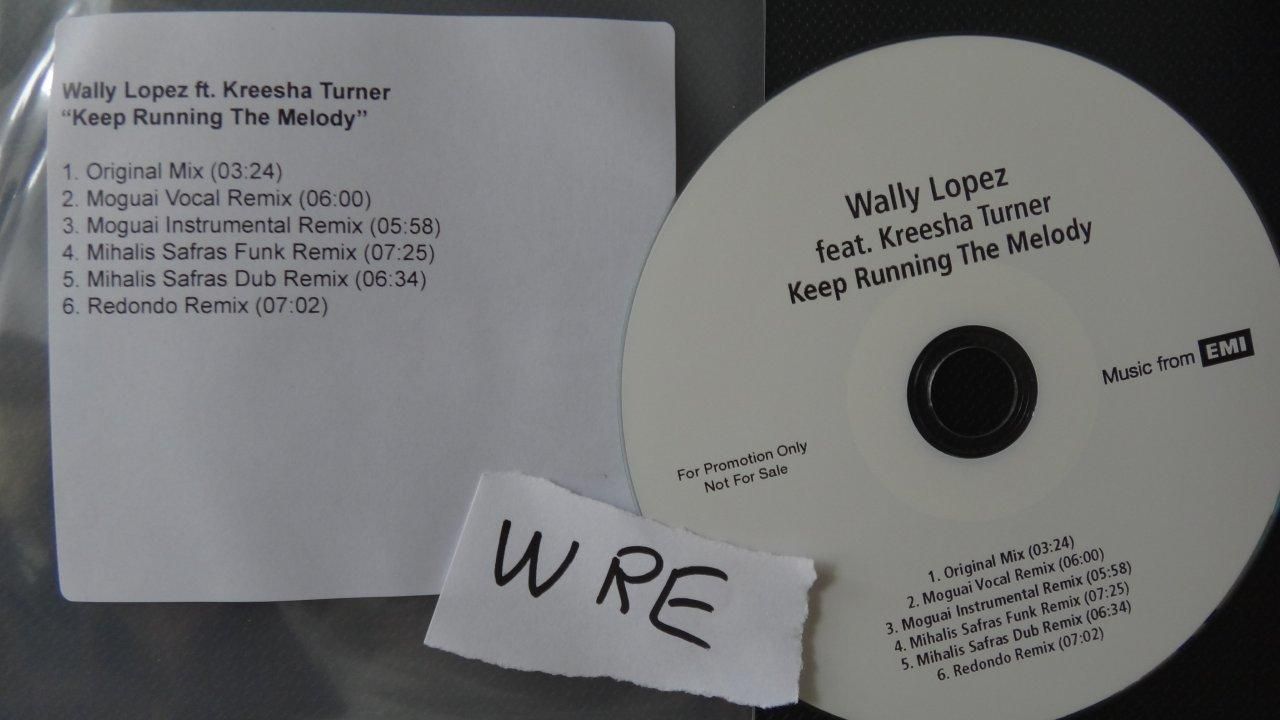 Wally Lopez ft. Kreesha Turner
“Keep Running The Melody”
1. Original Mix (03:24)
2. Moguai Vocal Remix (06:00)
3. Moguai Instrumental Remix (05:58)
4. Mihalis Safras Funk Remix (07:25)
5. Mihalis Safras Dub Remix (06:34)
6. Redondo Remix (07:02)
Wally Lopez
feat. Kreesha Turner
Keep Running The Melody
Music from EMI
For Promotion Only
Not For Sale
1. Original Mix (03:24)
2. Moguai Vocal Remix (06:00)
3. Moguai Instrumental Remix (05:58)
4. Mihalis Safras Funk Remix (07:25)
5. Mihalis Safras Dub Remix (06:34)
6. Redondo Remix (07:02)
WRE